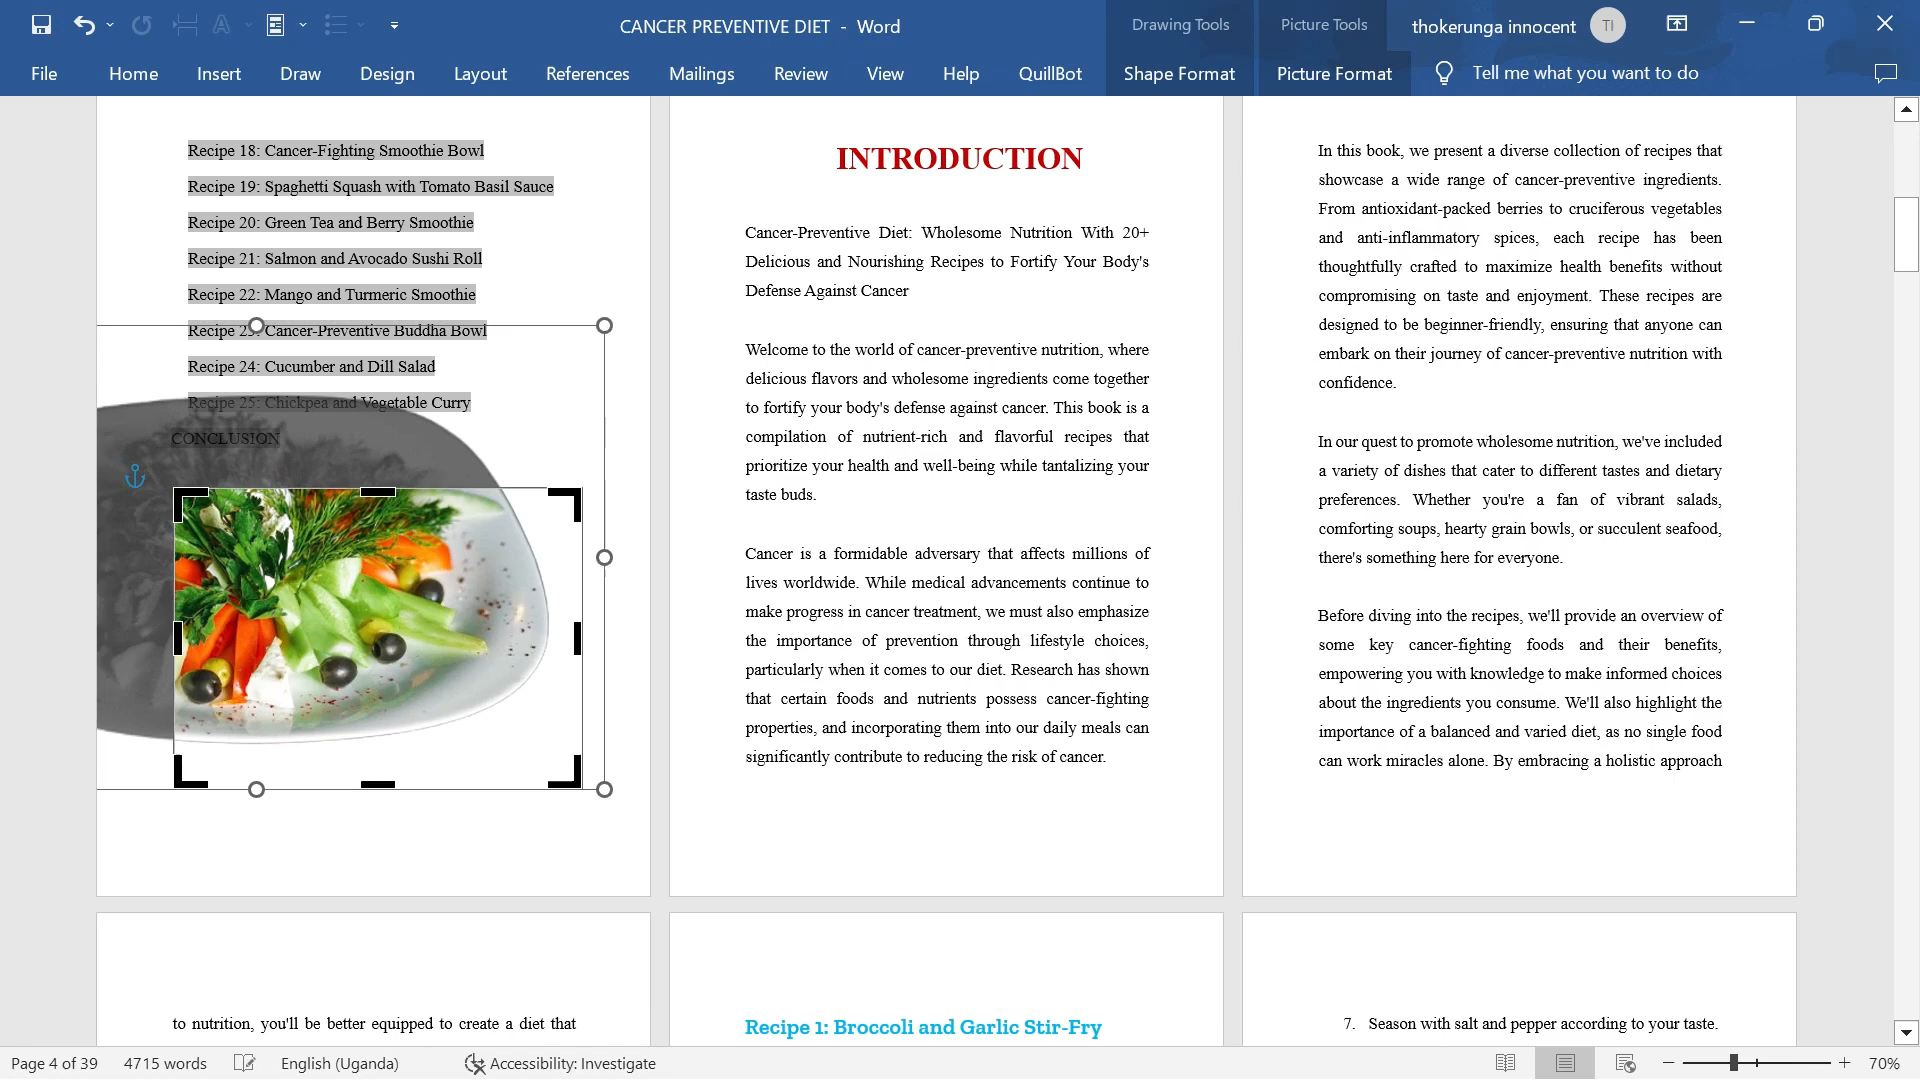 CANCER PREVENTIVE DIET - Word
Drawing Tools
Picture Tools
thokerunga innocent
TI
File
Home
Insert
Draw
Design
Layout
References
Mailings
Review
View
Help
QuillBot
Shape Format
Picture Format
Tell me what you want to do
Recipe 18: Cancer-Fighting Smoothie Bowl
Recipe 19: Spaghetti Squash with Tomato Basil Sauce
Recipe 20: Green Tea and Berry Smoothie
Recipe 21: Salmon and Avocado Sushi Roll
Recipe 22: Mango and Turmeric Smoothie
Recipe 23: Cancer-Preventive Buddha Bowl
Recipe 24: Cucumber and Dill Salad
Recipe 25: Chickpea and Vegetable Curry
CONCLUSION
INTRODUCTION
Cancer-Preventive Diet: Wholesome Nutrition With 20+
Delicious and Nourishing Recipes to Fortify Your Body's
Defense Against Cancer
Welcome to the world of cancer-preventive nutrition, where
delicious flavors and wholesome ingredients come together
to fortify your body's defense against cancer. This book is a
compilation of nutrient-rich and flavorful recipes that
prioritize your health and well-being while tantalizing your
taste buds.
Cancer is a formidable adversary that affects millions of
lives worldwide. While medical advancements continue to
make progress in cancer treatment, we must also emphasize
the importance of prevention through lifestyle choices,
particularly when it comes to our diet. Research has shown
that certain foods and nutrients possess cancer-fighting
properties, and incorporating them into our daily meals can
significantly contribute to reducing the risk of cancer.
In this book, we present a diverse collection of recipes that
showcase a wide range of cancer-preventive ingredients.
From antioxidant-packed berries to cruciferous vegetables
and anti-inflammatory spices, each recipe has been
thoughtfully crafted to maximize health benefits without
compromising on taste and enjoyment. These recipes are
designed to be beginner-friendly, ensuring that anyone can
embark on their journey of cancer-preventive nutrition with
confidence.
In our quest to promote wholesome nutrition, we've included
a variety of dishes that cater to different tastes and dietary
preferences. Whether you're a fan of vibrant salads,
comforting soups, hearty grain bowls, or succulent seafood,
there's something here for everyone.
Before diving into the recipes, we'll provide an overview of
some key cancer-fighting foods and their benefits,
empowering you with knowledge to make informed choices
about the ingredients you consume. We'll also highlight the
importance of a balanced and varied diet, as no single food
can work miracles alone. By embracing a holistic approach
to nutrition, you'll be better equipped to create a diet that
Recipe 1: Broccoli and Garlic Stir-Fry
7. Season with salt and pepper according to your taste.
Page 4 of 39
4715 words
English (Uganda)
Accessibility: Investigate
70%